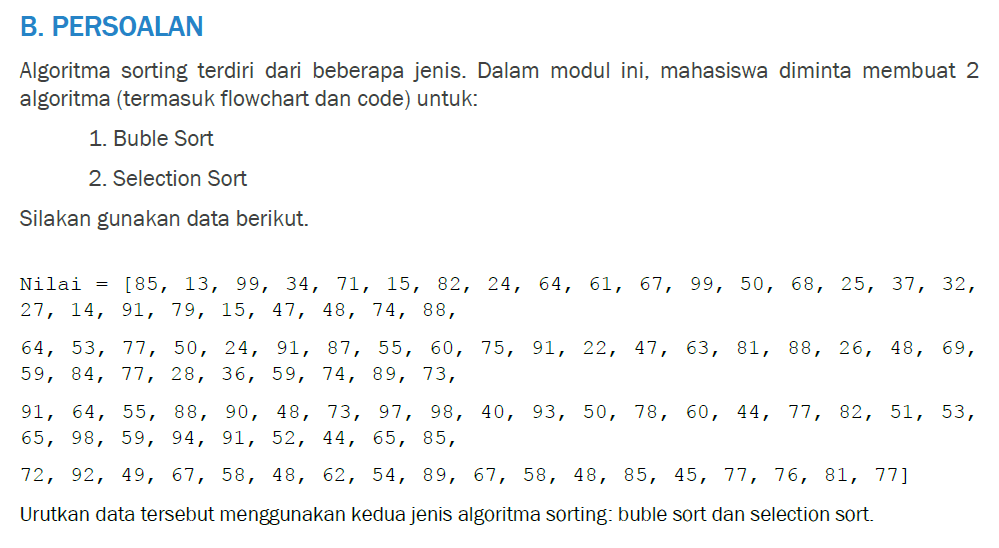 B. PERSOALAN
Algoritma sorting terdiri dari beberapa jenis. Dalam modul ini, mahasiswa diminta membuat 2
algoritma (termasuk flowchart dan code) untuk:
1. Buble Sort
2. Selection Sort
Silakan gunakan data berikut.
Nilai = [85, 13, 99, 34, 71, 15, 82, 24, 64, 61, 67, 99, 50, 68, 25, 37, 32,
27, 14, 91, 79, 15, 47, 48, 74, 88,
64, 53, 77, 50, 24, 91, 87, 55, 60, 75, 91, 22, 47, 63, 81, 88, 26, 48, 69,
59, 84, 77, 28, 36, 59, 74, 89, 73,
91, 64, 55, 88, 90, 48, 73, 97, 98, 40, 93, 50, 78, 60, 44, 77, 82, 51, 53,
65, 98, 59, 94, 91, 52, 44, 65, 85,
72, 92, 49, 67, 58, 48, 62, 54, 89, 67, 58, 48, 85, 45, 77, 76, 81, 77]
Urutkan data tersebut menggunakan kedua jenis algoritma sorting: buble sort dan selection sort.